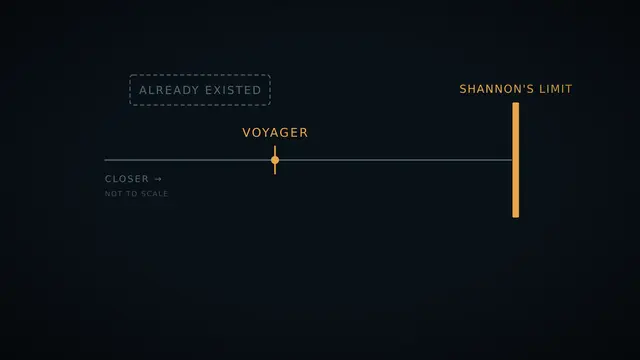 ALREADY EXISTED
SHANNON'S LIMIT
VOYAGER
CLOSER →
NOT TO SCALE